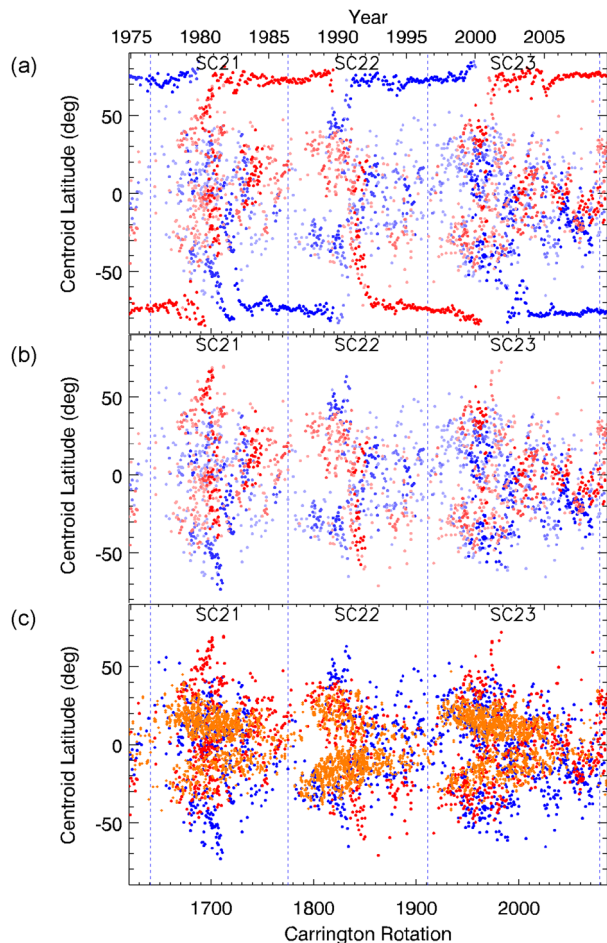 Year
1975 1980 1985 1990 1995 2000 2005
(a)
SC21 SC22 SC23
50
0
-50
Centroid Latitude (deg)
(b)
SC21 SC22 SC23
50
0
-50
Centroid Latitude (deg)
(c)
SC21 SC22 SC23
50
0
-50
Centroid Latitude (deg)
1700 1800 1900 2000
Carrington Rotation